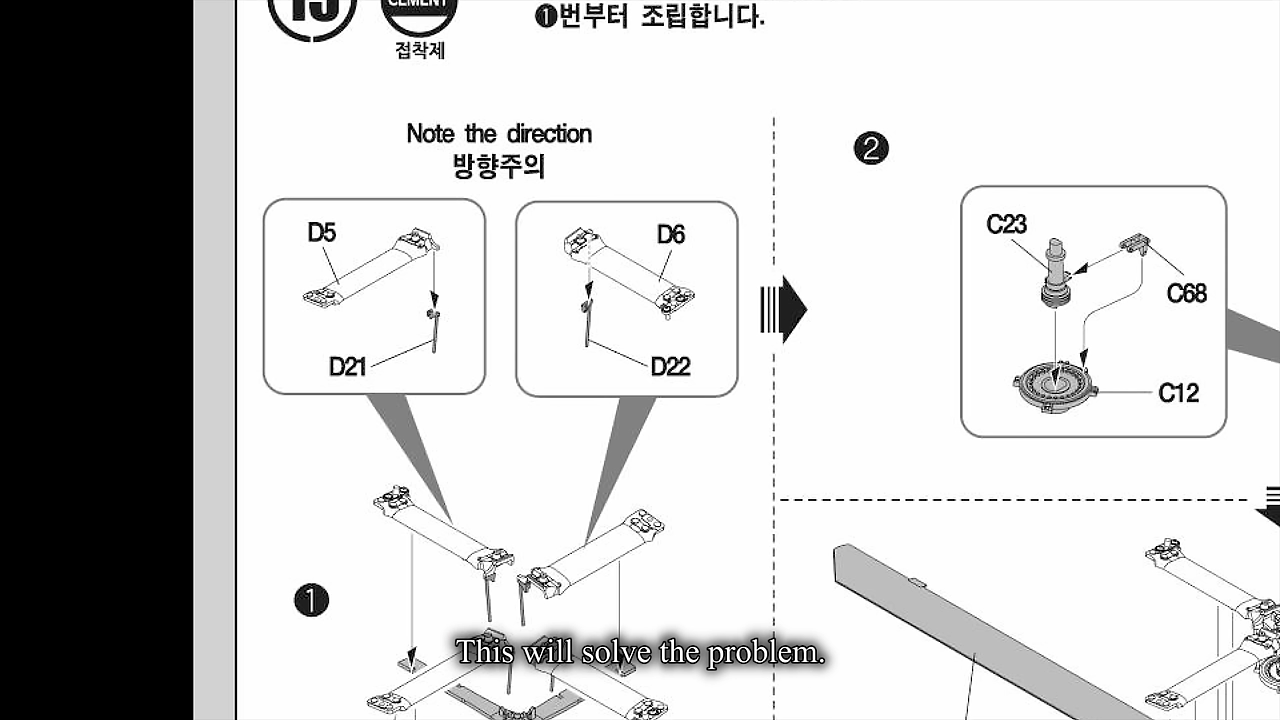 15
CEMENT
접착제
❶번부터 조립합니다.
Note the direction
방향주의
D5
D21
D6
D22
❷
C23
C68
C12
❶
This will solve the problem.